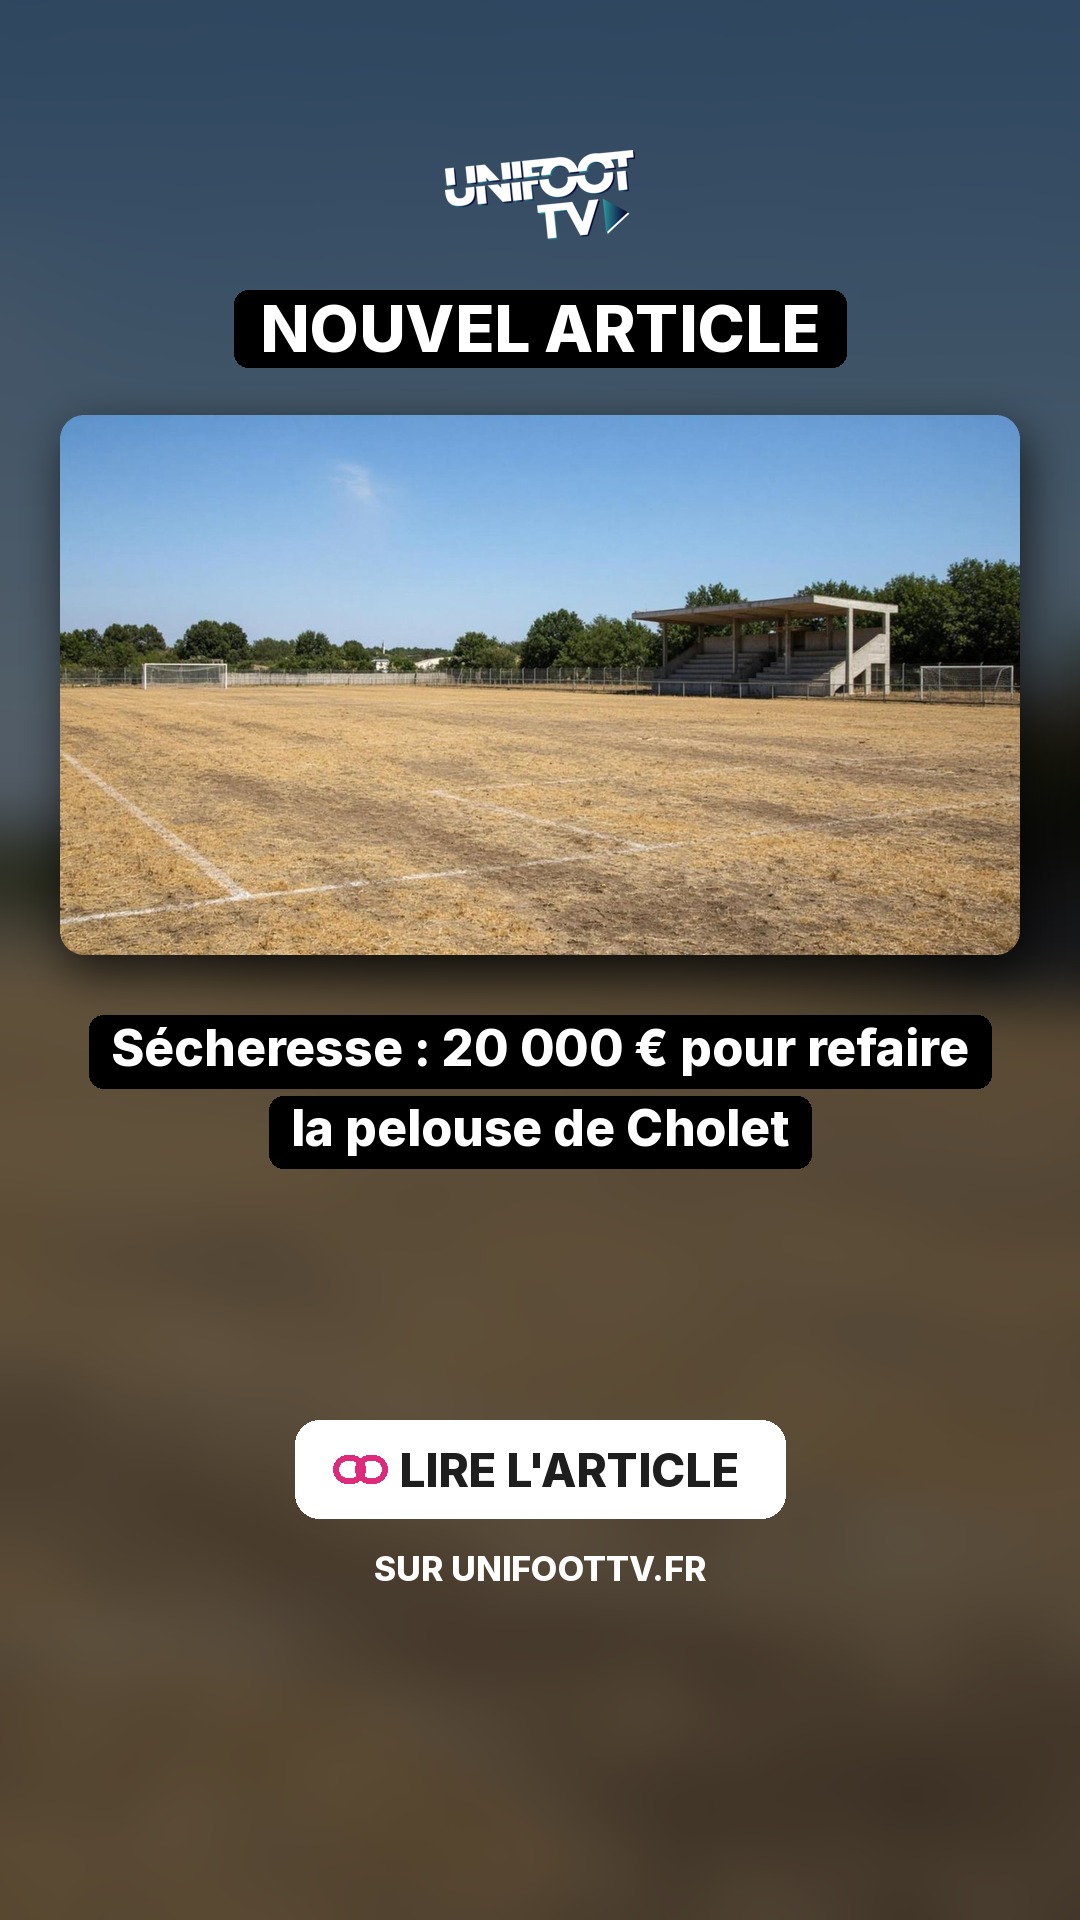 UNIFOOT
TV
NOUVEL ARTICLE
Sécheresse : 20 000 € pour refaire
la pelouse de Cholet
LIRE L'ARTICLE
SUR UNIFOOTTV.FR